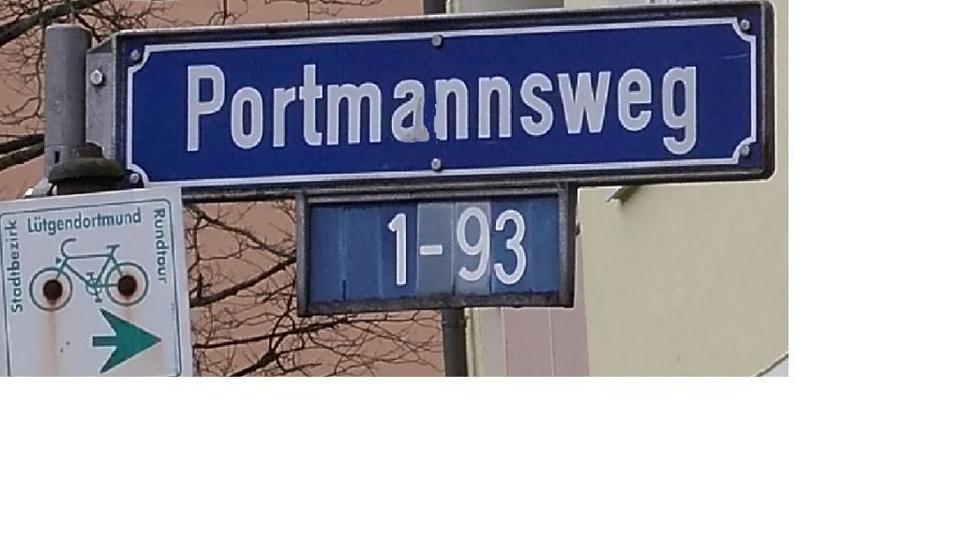 Portmannsweg
1-93
Lütgendortmund
Stadtbezirk
Rundtour